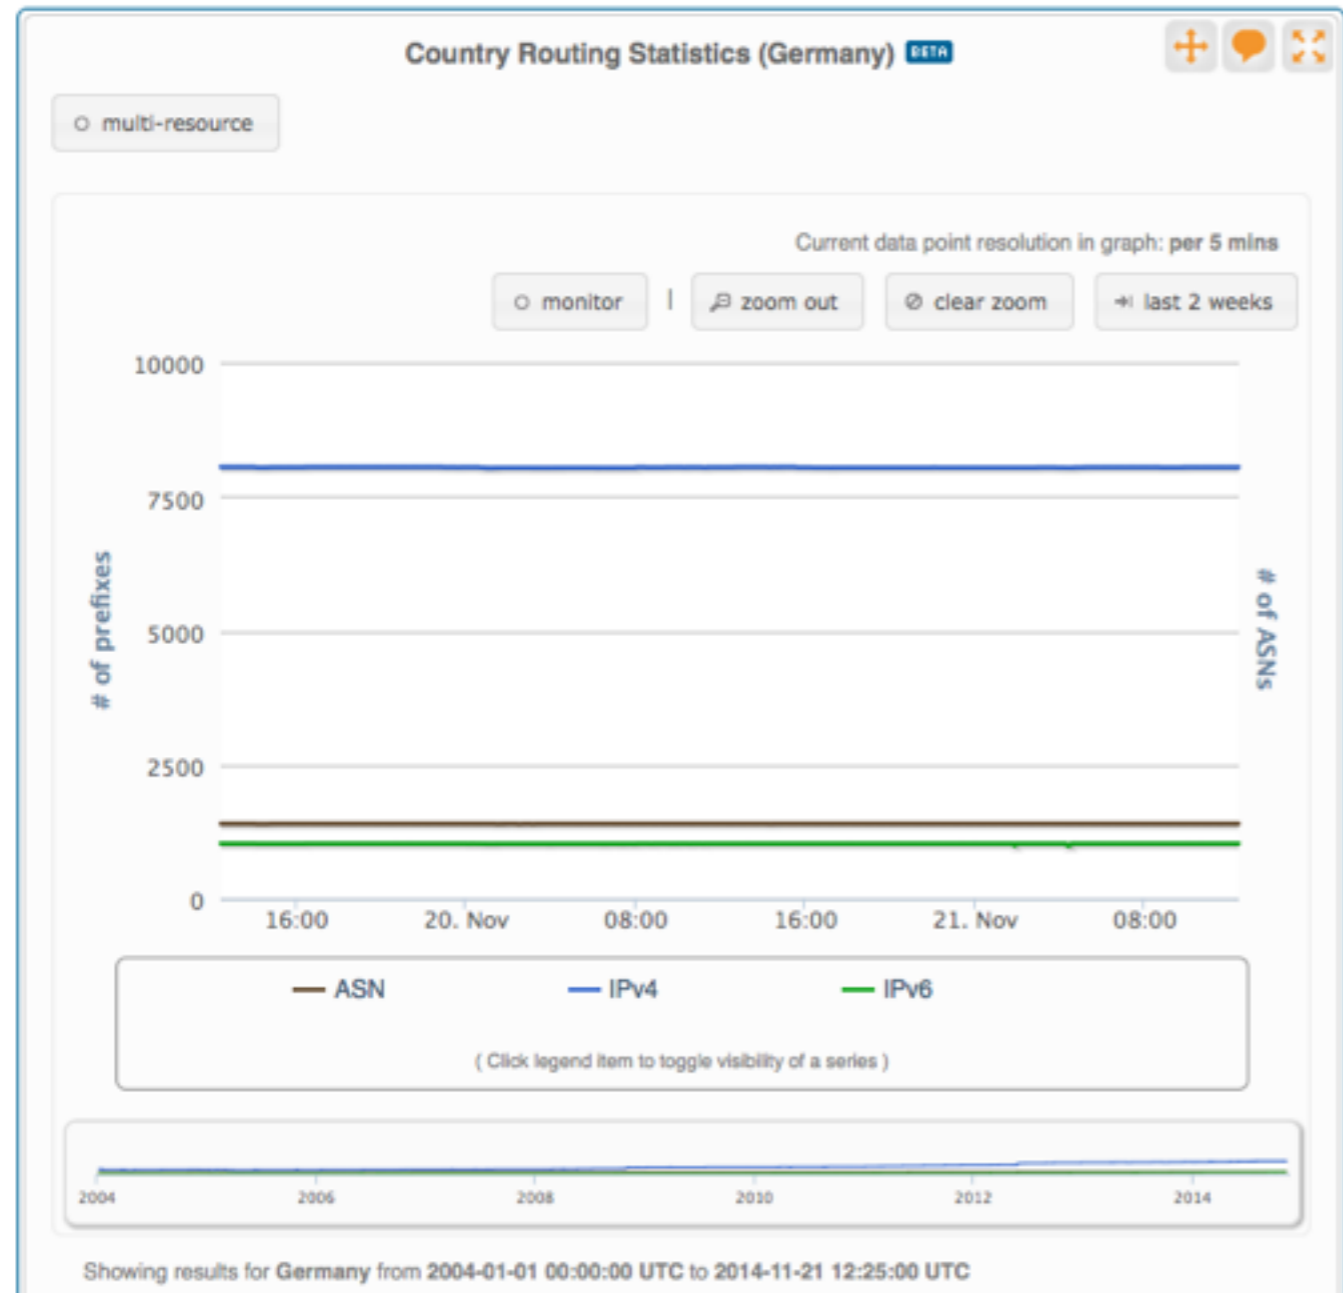 Country Routing Statistics (Germany) BETA
multi-resource
Current data point resolution in graph: per 5 mins
monitor | zoom out clear zoom last 2 weeks
10000
7500
5000
2500
0
# of prefixes
# of ASNs
16:00 20. Nov 08:00 16:00 21. Nov 08:00
ASN IPv4 IPv6
( Click legend item to toggle visibility of a series )
2004 2006 2008 2010 2012 2014
Showing results for Germany from 2004-01-01 00:00:00 UTC to 2014-11-21 12:25:00 UTC